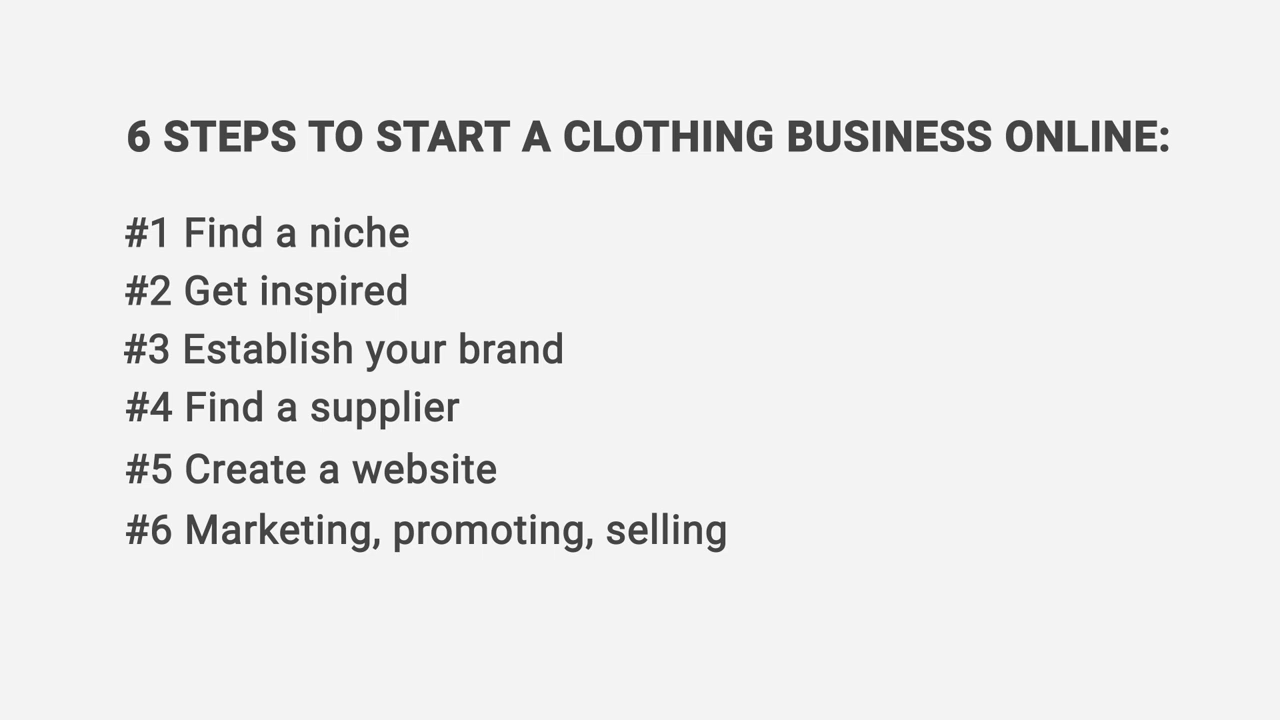 6 STEPS TO START A CLOTHING BUSINESS ONLINE:
#1 Find a niche
#2 Get inspired
#3 Establish your brand
#4 Find a supplier
#5 Create a website
#6 Marketing, promoting, selling